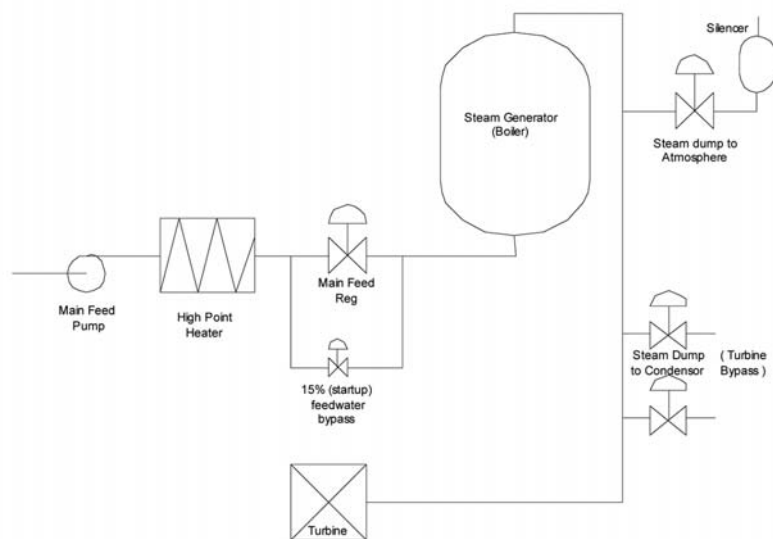 Silencer
Steam Generator
(Boiler)
Steam dump to
Atmosphere
Main Feed
Pump
High Point
Heater
Main Feed
Reg
15% (startup)
feedwater
bypass
Steam Dump
to Condensor
( Turbine
Bypass )
Turbine